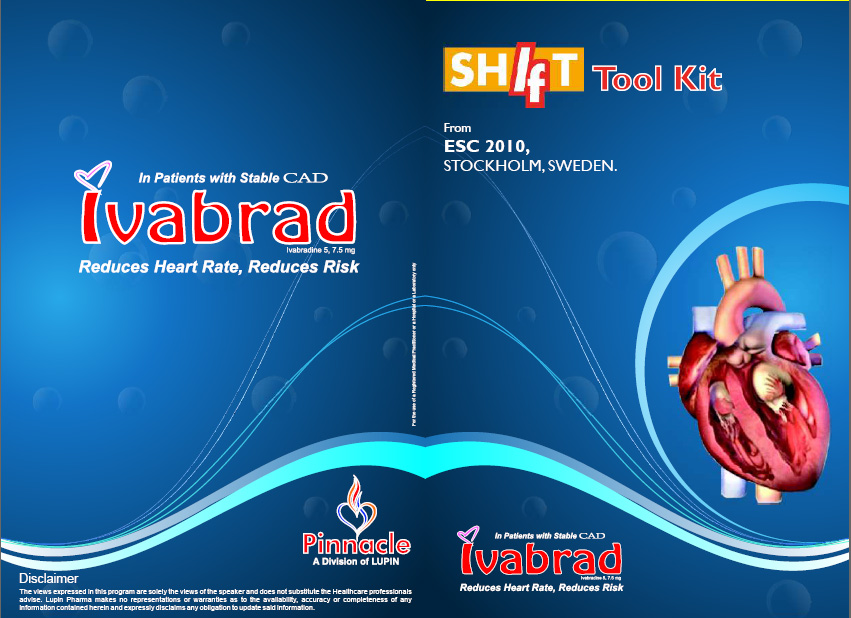 In Patients with Stable CAD
Ivabrad
Ivabradine 5, 7.5 mg
Reduces Heart Rate, Reduces Risk
For the use of a Registered Medical Practitioner or a Hospital or a Laboratory only
Pinnacle
A Division of LUPIN
Disclaimer
The views expressed in this program are solely the views of the speaker and does not substitute the Healthcare professionals
advise. Lupin Pharma makes no representations or warranties as to the availability, accuracy or completeness of any
information contained herein and expressly disclaims any obligation to update said information.
SHIfT Tool Kit
From
ESC 2010,
STOCKHOLM, SWEDEN.
In Patients with Stable CAD
Ivabrad
Ivabradine 5, 7.5 mg
Reduces Heart Rate, Reduces Risk